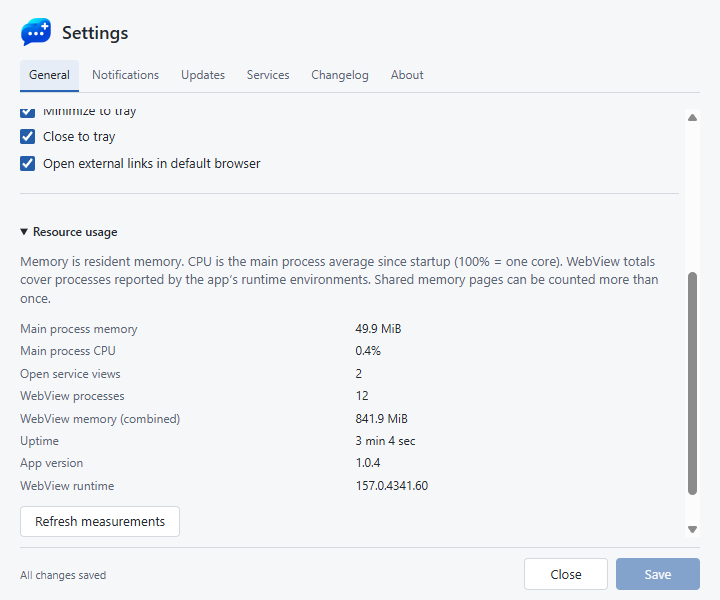 Settings
General Notifications Updates Services Changelog About
Minimize to tray
Close to tray
Open external links in default browser
Resource usage
Memory is resident memory. CPU is the main process average since startup (100% = one core). WebView totals
cover processes reported by the app's runtime environments. Shared memory pages can be counted more than
once.
Main process memory 49.9 MiB
Main process CPU 0.4%
Open service views 2
WebView processes 12
WebView memory (combined) 841.9 MiB
Uptime 3 min 4 sec
App version 1.0.4
WebView runtime 157.0.4341.60
Refresh measurements
All changes saved Close Save